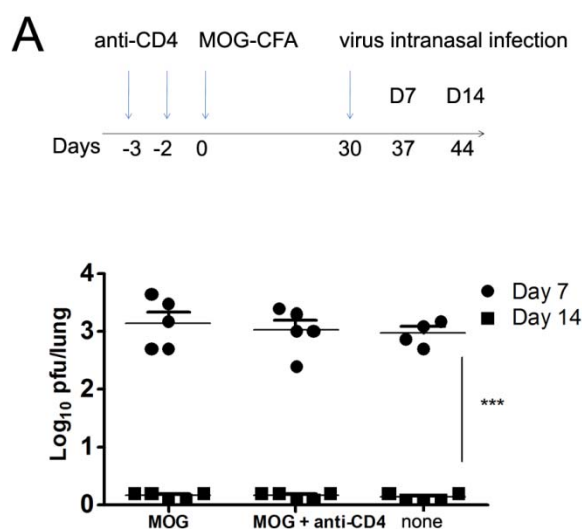 A
anti-CD4 MOG-CFA virus intranasal infection
D7 D14
Days -3 -2 0 30 37 44
Log10 pfu/lung
4
3
2
1
0
Day 7
Day 14
***
MOG MOG + anti-CD4 none